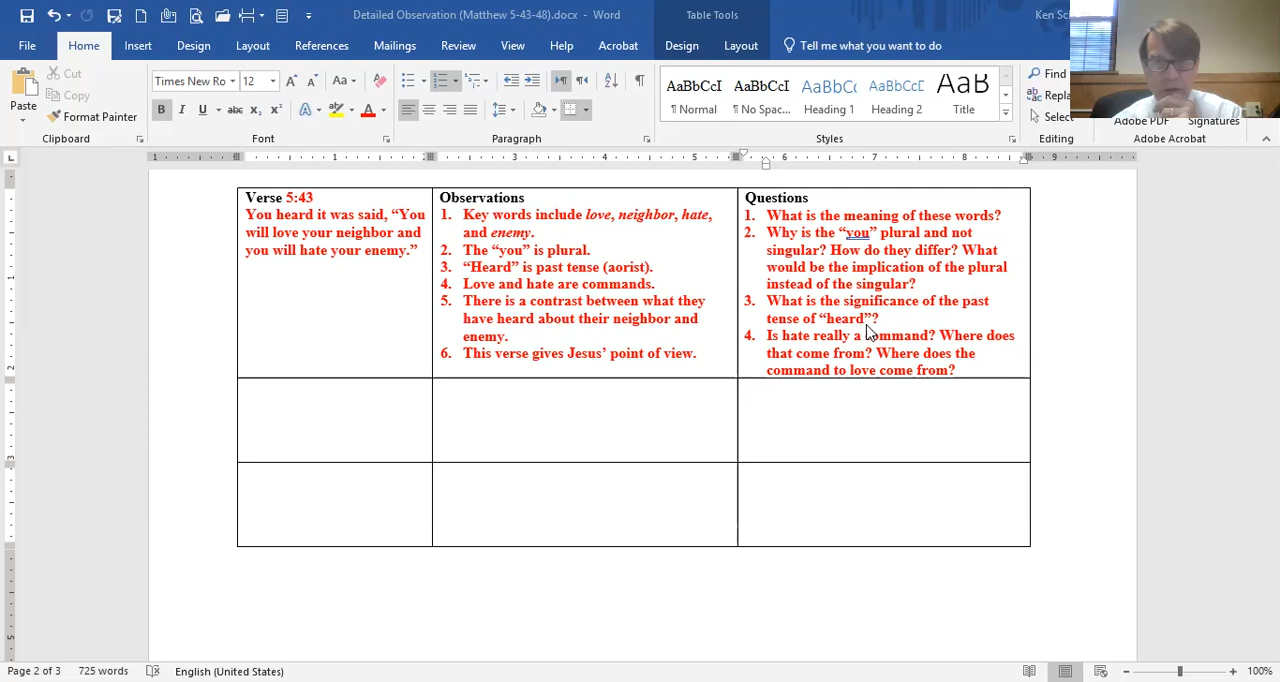 Detailed Observation (Matthew 5-43-48).docx - Word
Table Tools
File
Home
Insert
Design
Layout
References
Mailings
Review
View
Help
Acrobat
Design
Layout
Tell me what you want to do
Paste
Cut
Copy
Format Painter
Clipboard
Times New Ro
12
Font
Paragraph
AaBbCcI
¶ Normal
AaBbCcI
¶ No Spac...
AaBbCc
Heading 1
AaBbCcE
Heading 2
AaB
Title
Styles
Find
Select
Editing
Adobe PDF
Signatures
Adobe Acrobat
Verse 5:43
You heard it was said, “You
will love your neighbor and
you will hate your enemy.”
Observations
1. Key words include love, neighbor, hate,
and enemy.
2. The “you” is plural.
3. “Heard” is past tense (aorist).
4. Love and hate are commands.
5. There is a contrast between what they
have heard about their neighbor and
enemy.
6. This verse gives Jesus’ point of view.
Questions
1. What is the meaning of these words?
2. Why is the “you” plural and not
singular? How do they differ? What
would be the implication of the plural
instead of the singular?
3. What is the significance of the past
tense of “heard”?
4. Is hate really a command? Where does
that come from? Where does the
command to love come from?
Page 2 of 3
725 words
English (United States)
100%